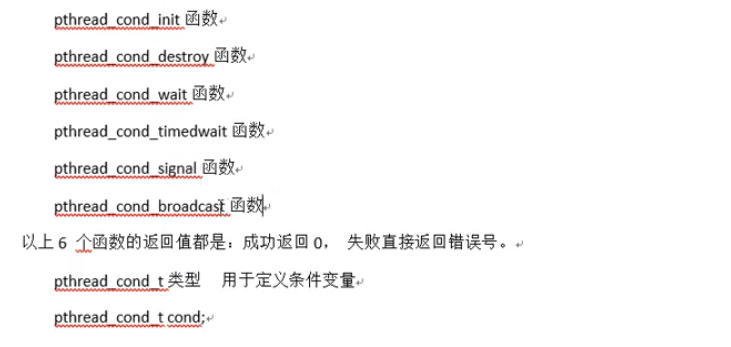 pthread_cond_init 函数
pthread_cond_destroy 函数
pthread_cond_wait 函数
pthread_cond_timedwait 函数
pthread_cond_signal 函数
pthread_cond_broadcast 函数
以上 6 个函数的返回值都是：成功返回 0， 失败直接返回错误号。
pthread_cond_t 类型 用于定义条件变量
pthread_cond_t cond;